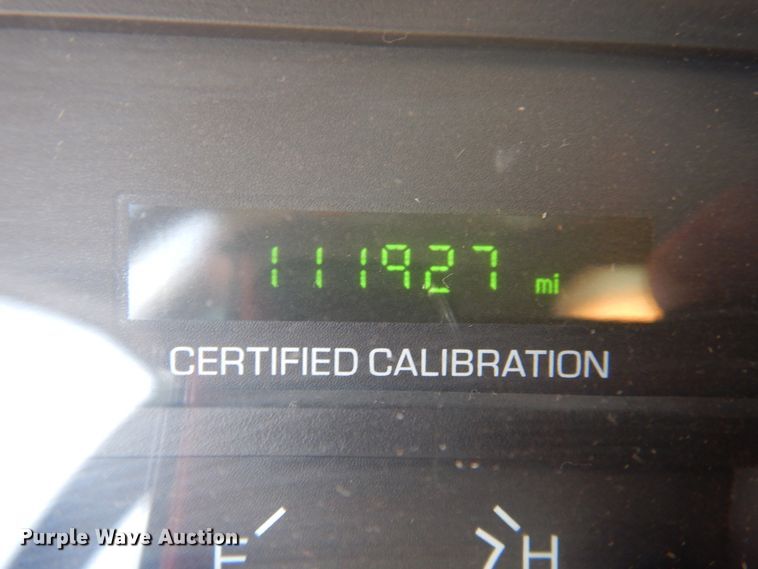 111927 mi
CERTIFIED CALIBRATION
F H
Purple Wave Auction